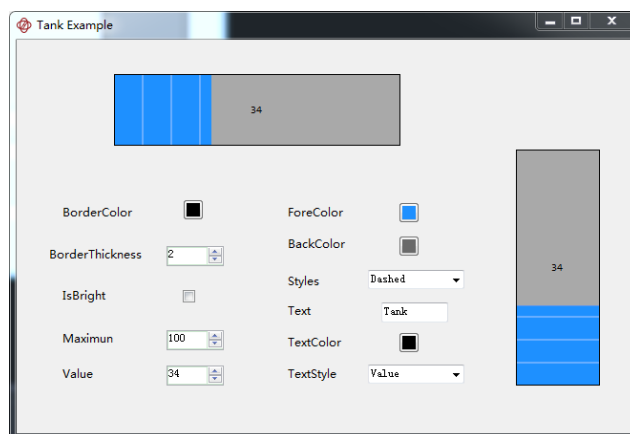 Tank Example
34
BorderColor
ForeColor
BackColor
BorderThickness 2
34
Styles Dashed
IsBright
Text Tank
Maximun 100
TextColor
Value 34
TextStyle Value